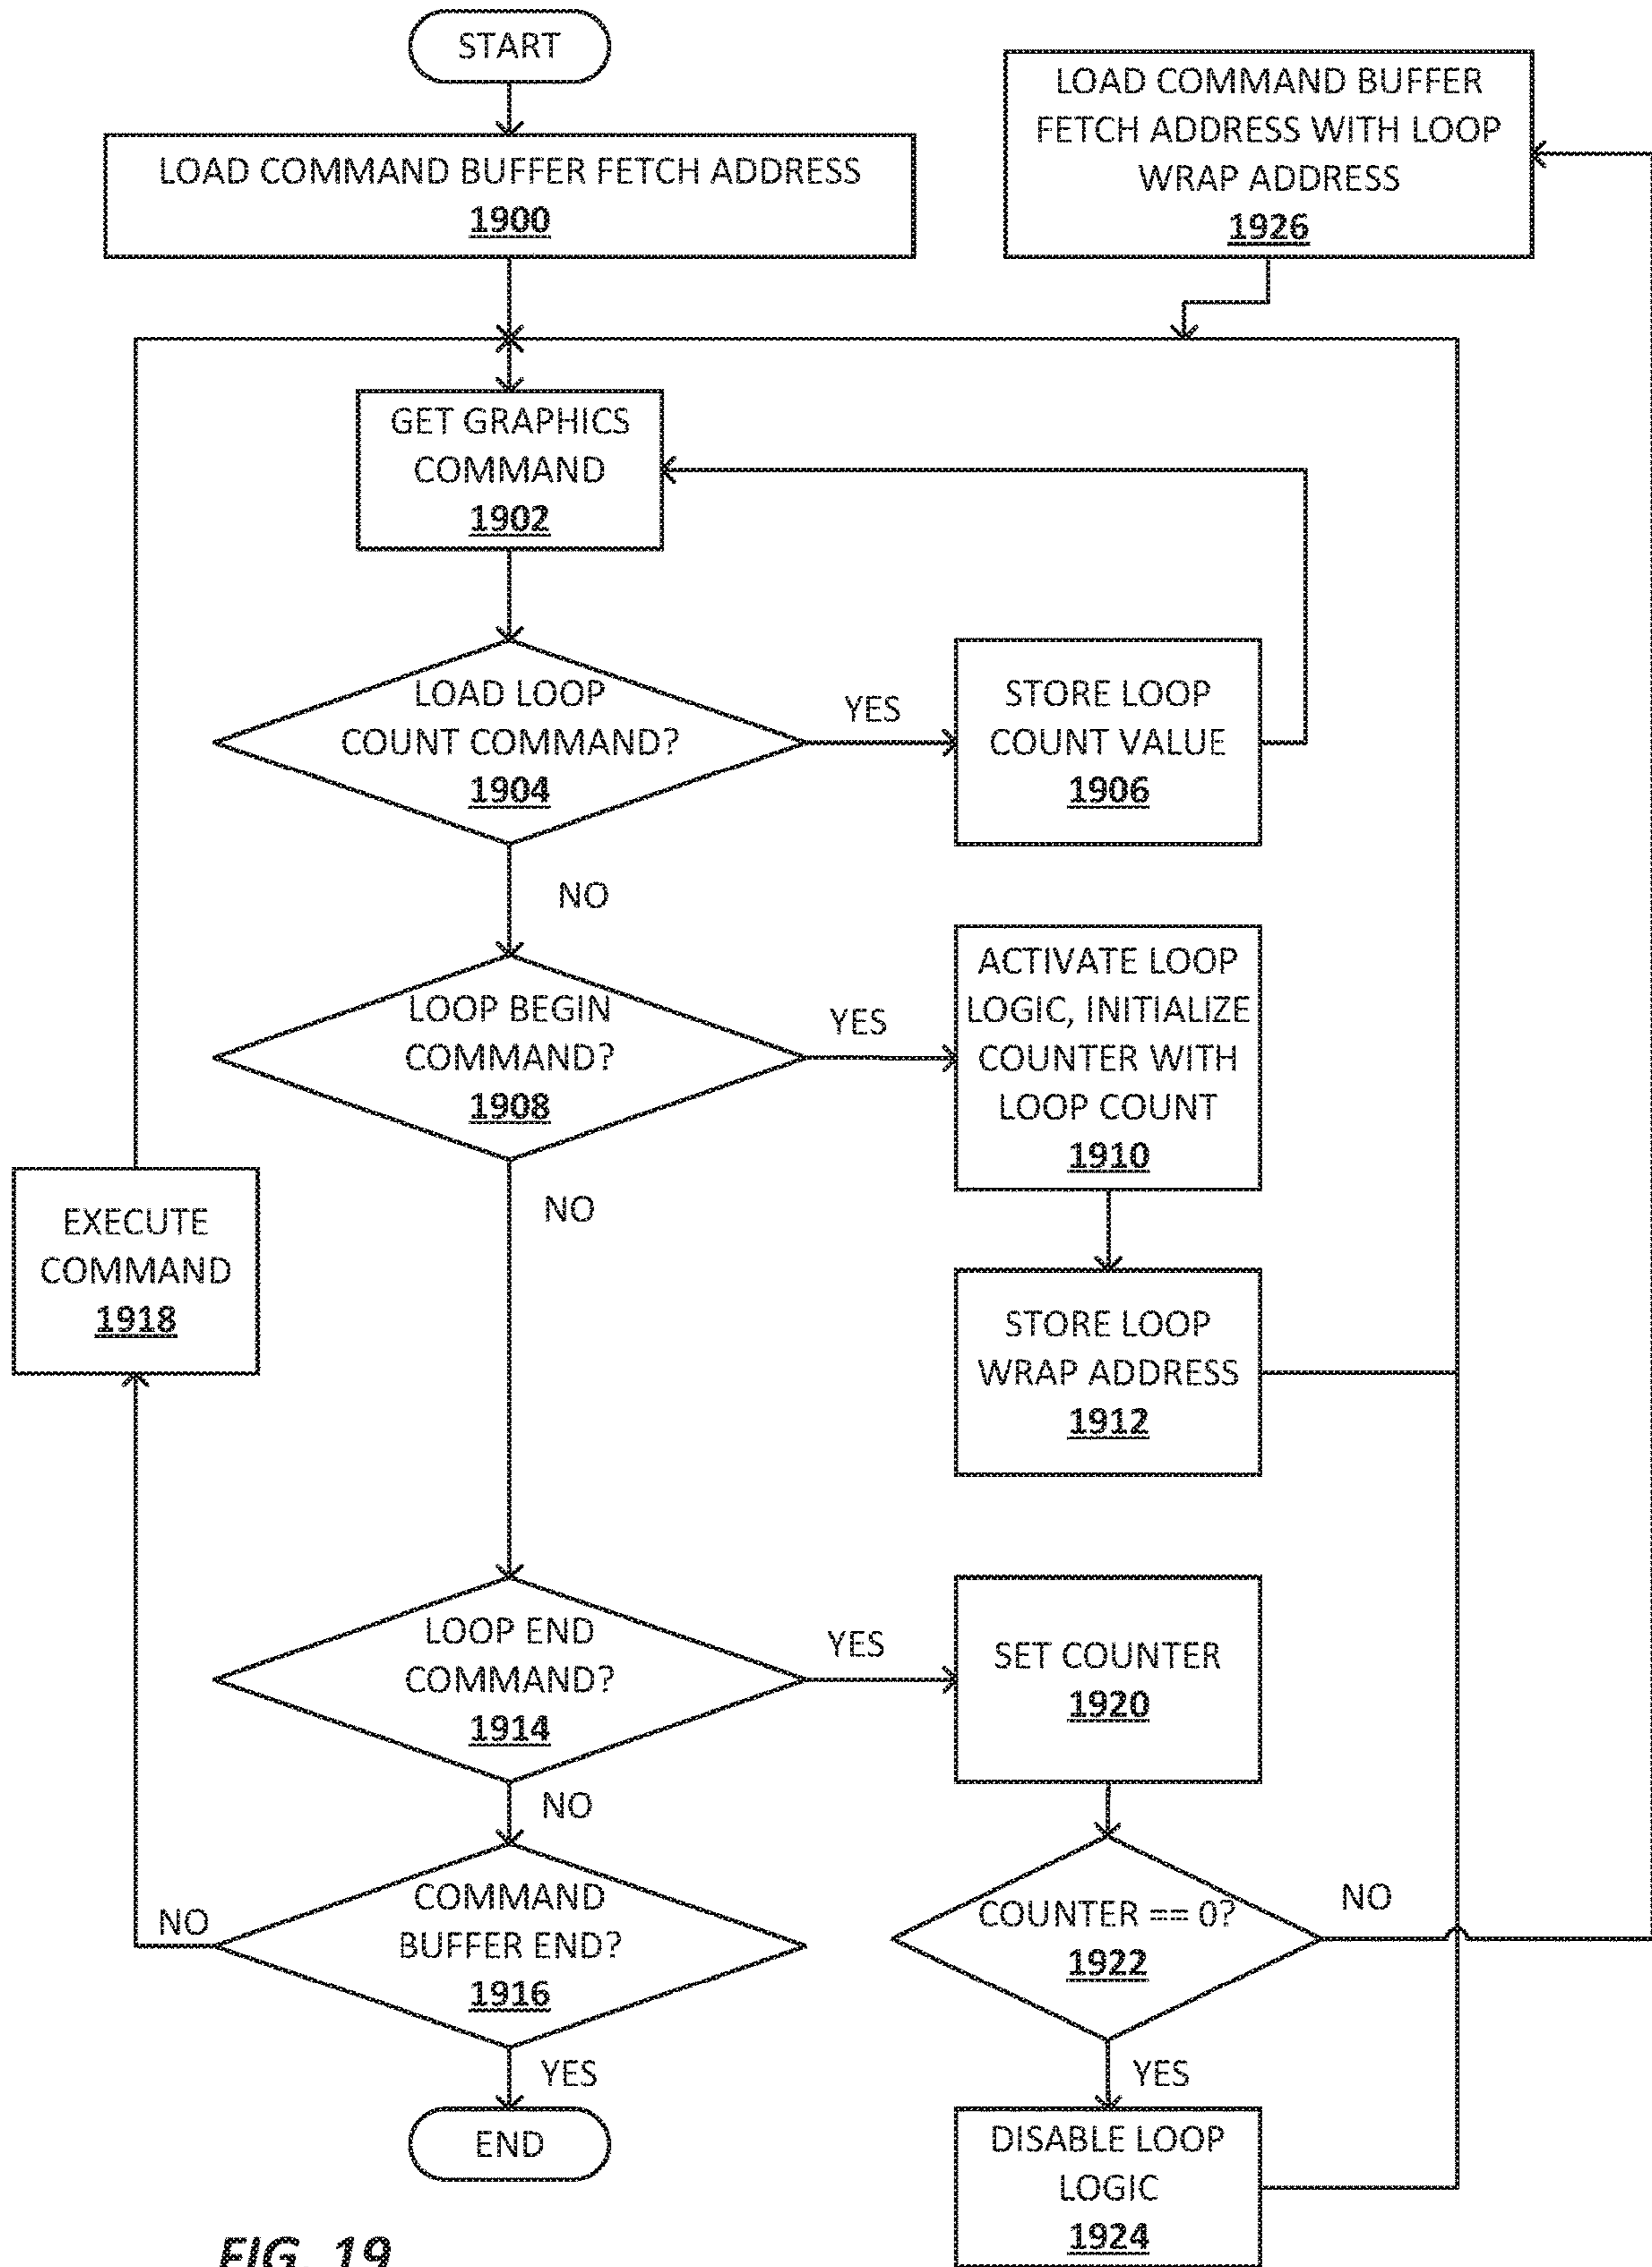 START
LOAD COMMAND BUFFER FETCH ADDRESS
1900
LOAD COMMAND BUFFER
FETCH ADDRESS WITH LOOP
WRAP ADDRESS
1926
GET GRAPHICS
COMMAND
1902
LOAD LOOP
COUNT COMMAND?
1904
YES
STORE LOOP
COUNT VALUE
1906
NO
LOOP BEGIN
COMMAND?
1908
YES
ACTIVATE LOOP
LOGIC, INITIALIZE
COUNTER WITH
LOOP COUNT
1910
NO
EXECUTE
COMMAND
1918
STORE LOOP
WRAP ADDRESS
1912
LOOP END
COMMAND?
1914
YES
SET COUNTER
1920
NO
COMMAND
BUFFER END?
1916
NO
COUNTER == 0?
1922
NO
YES
END
YES
DISABLE LOOP
LOGIC
1924
FIG. 19